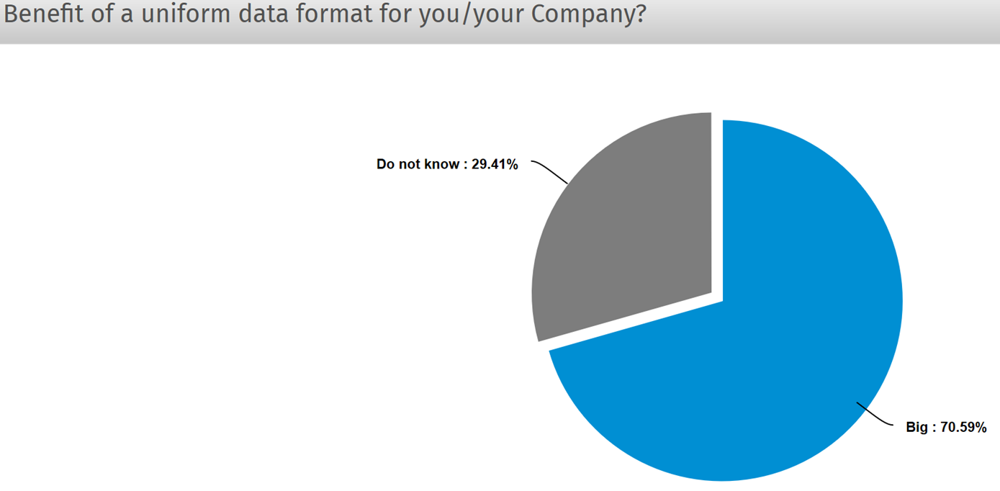 Benefit of a uniform data format for you/your Company?
Do not know : 29.41%
Big : 70.59%